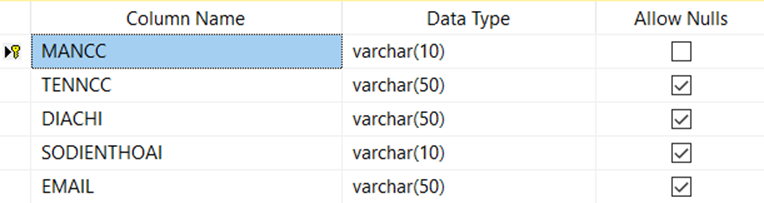 Column Name Data Type Allow Nulls
MANCC varchar(10)
TENNCC varchar(50)
DIACHI varchar(50)
SODIENTHOAI varchar(10)
EMAIL varchar(50)